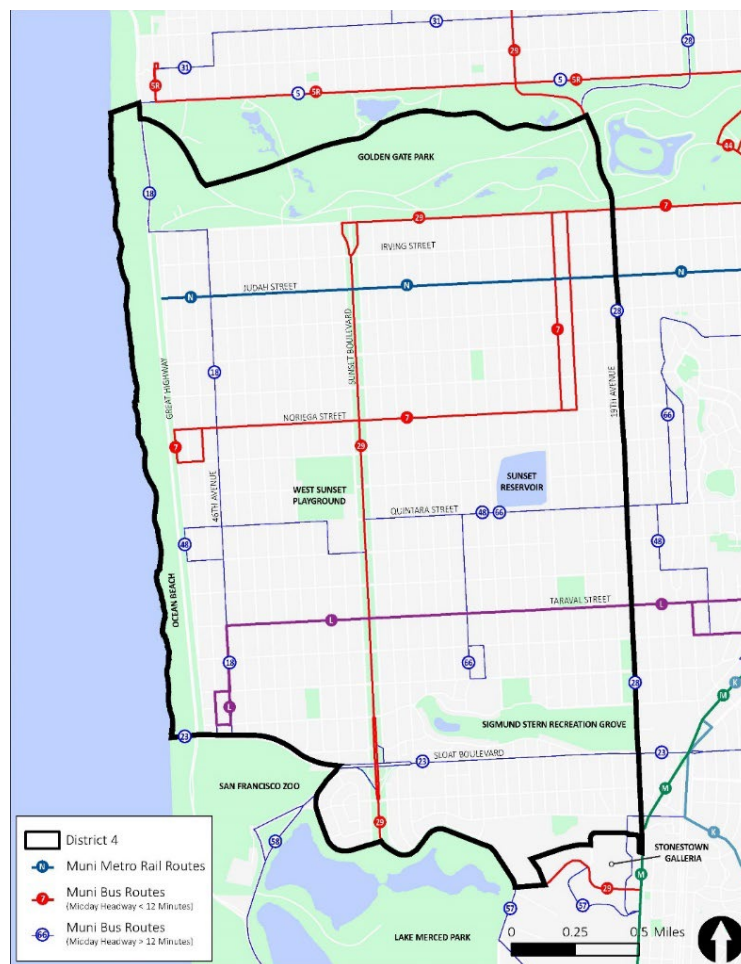 31
28
29
31
5R
5
5R
5
5R
44
GOLDEN GATE PARK
18
29
7
IRVING STREET
JUDAH STREET
N
N
N
SUNSET BOULEVARD
28
7
18
GREAT HIGHWAY
19TH AVENUE
66
NORIEGA STREET
7
7
29
46TH AVENUE
WEST SUNSET
PLAYGROUND
SUNSET
RESERVOIR
QUINTARA STREET
48
66
48
48
OCEAN BEACH
TARAVAL STREET
L
L
18
66
28
L
K
M
SIGMUND STERN RECREATION GROVE
23
SLOAT BOULEVARD
23
23
SAN FRANCISCO ZOO
M
29
K
58
STONESTOWN
GALLERIA
29
M
57
57
LAKE MERCED PARK
0
0.25
0.5 Miles
District 4
N
Muni Metro Rail Routes
7
Muni Bus Routes
(Midday Headway < 12 Minutes)
66
Muni Bus Routes
(Midday Headway > 12 Minutes)